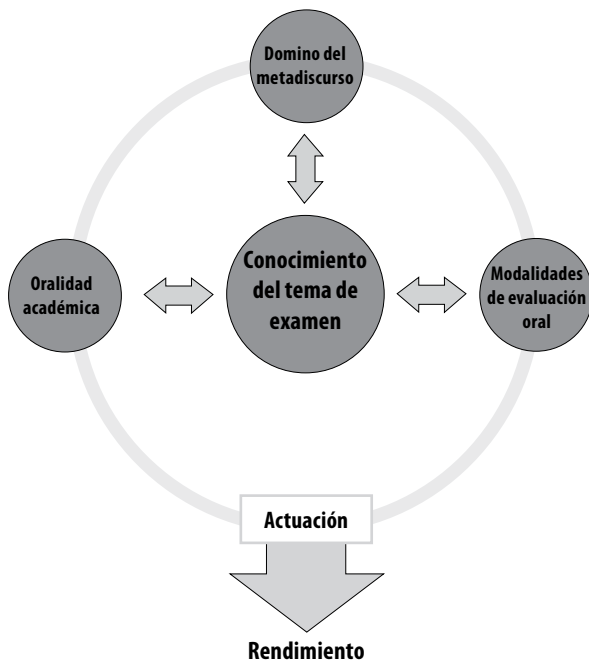 Domino del
metadiscurso
Oralidad
académica
Conocimiento
del tema de
examen
Modalidades
de evaluación
oral
Actuación
Rendimiento